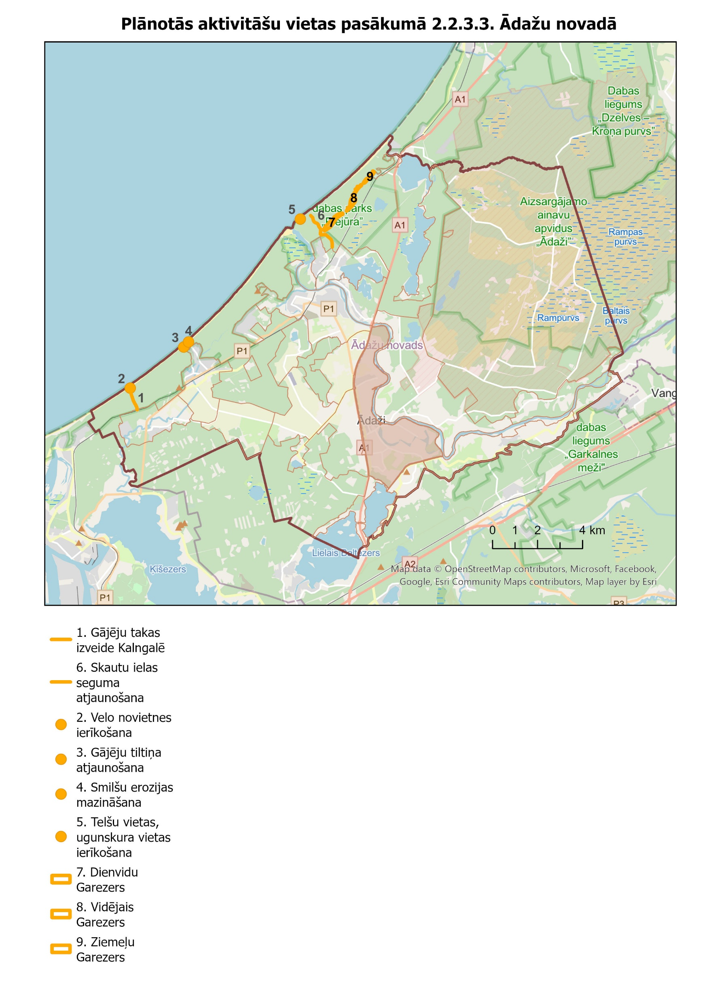 Plānotās aktivitāšu vietas pasākumā 2.2.3.3. Ādažu novadā
A1
Dabas
liegums
„Dzelves –
Kroņa purvs”
9
8
5
dabas parks
6
7
„Piejūra”
A1
Aizsargājamo
ainavu
apvidus
„Ādaži”
Rampas
purvs
P1
Rampurvs
Baltais
purvs
4
3
P1
Ādažu novads
2
1
Vang
Ādaži
A1
dabas
liegums
„Garkalnes
meži"
0 1 2 4 km
Lielais Baltezers
Ķīšezers
A2
Map data © OpenStreetMap contributors, Microsoft, Facebook,
Google, Esri Community Maps contributors, Map layer by Esri
P1
P3
1. Gājēju takas
izveide Kalngalē
6. Skautu ielas
seguma
atjaunošana
2. Velo novietnes
ierīkošana
3. Gājēju tiltiņa
atjaunošana
4. Smilšu erozijas
mazināšana
5. Telšu vietas,
ugunskura vietas
ierīkošana
7. Dienvidu
Garezers
8. Vidējais
Garezers
9. Ziemeļu
Garezers